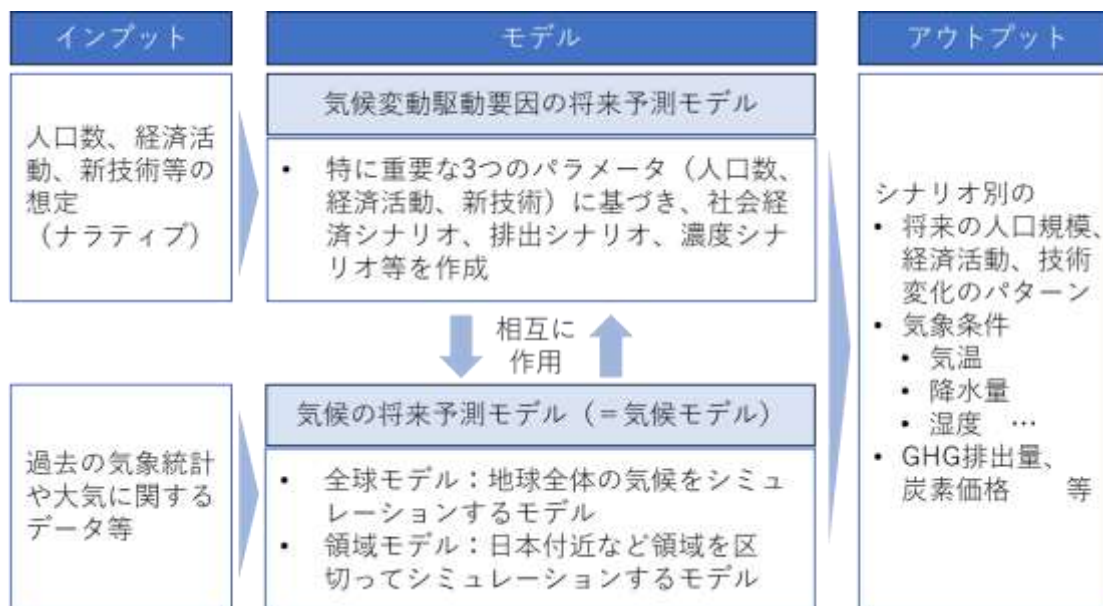 インプット
モデル
アウトプット
人口数、経済活
動、新技術等の
想定
（ナラティブ）
気候変動駆動要因の将来予測モデル
• 特に重要な3つのパラメータ（人口数、
経済活動、新技術）に基づき、社会経
済シナリオ、排出シナリオ、濃度シナ
リオ等を作成
相互に
作用
過去の気象統計
や大気に関する
データ等
気候の将来予測モデル（＝気候モデル）
• 全球モデル：地球全体の気候をシミュ
レーションするモデル
• 領域モデル：日本付近など領域を区
切ってシミュレーションするモデル
シナリオ別の
• 将来の人口規模、
経済活動、技術
変化のパターン
• 気象条件
• 気温
• 降水量
• 湿度 …
• GHG排出量、
炭素価格 等